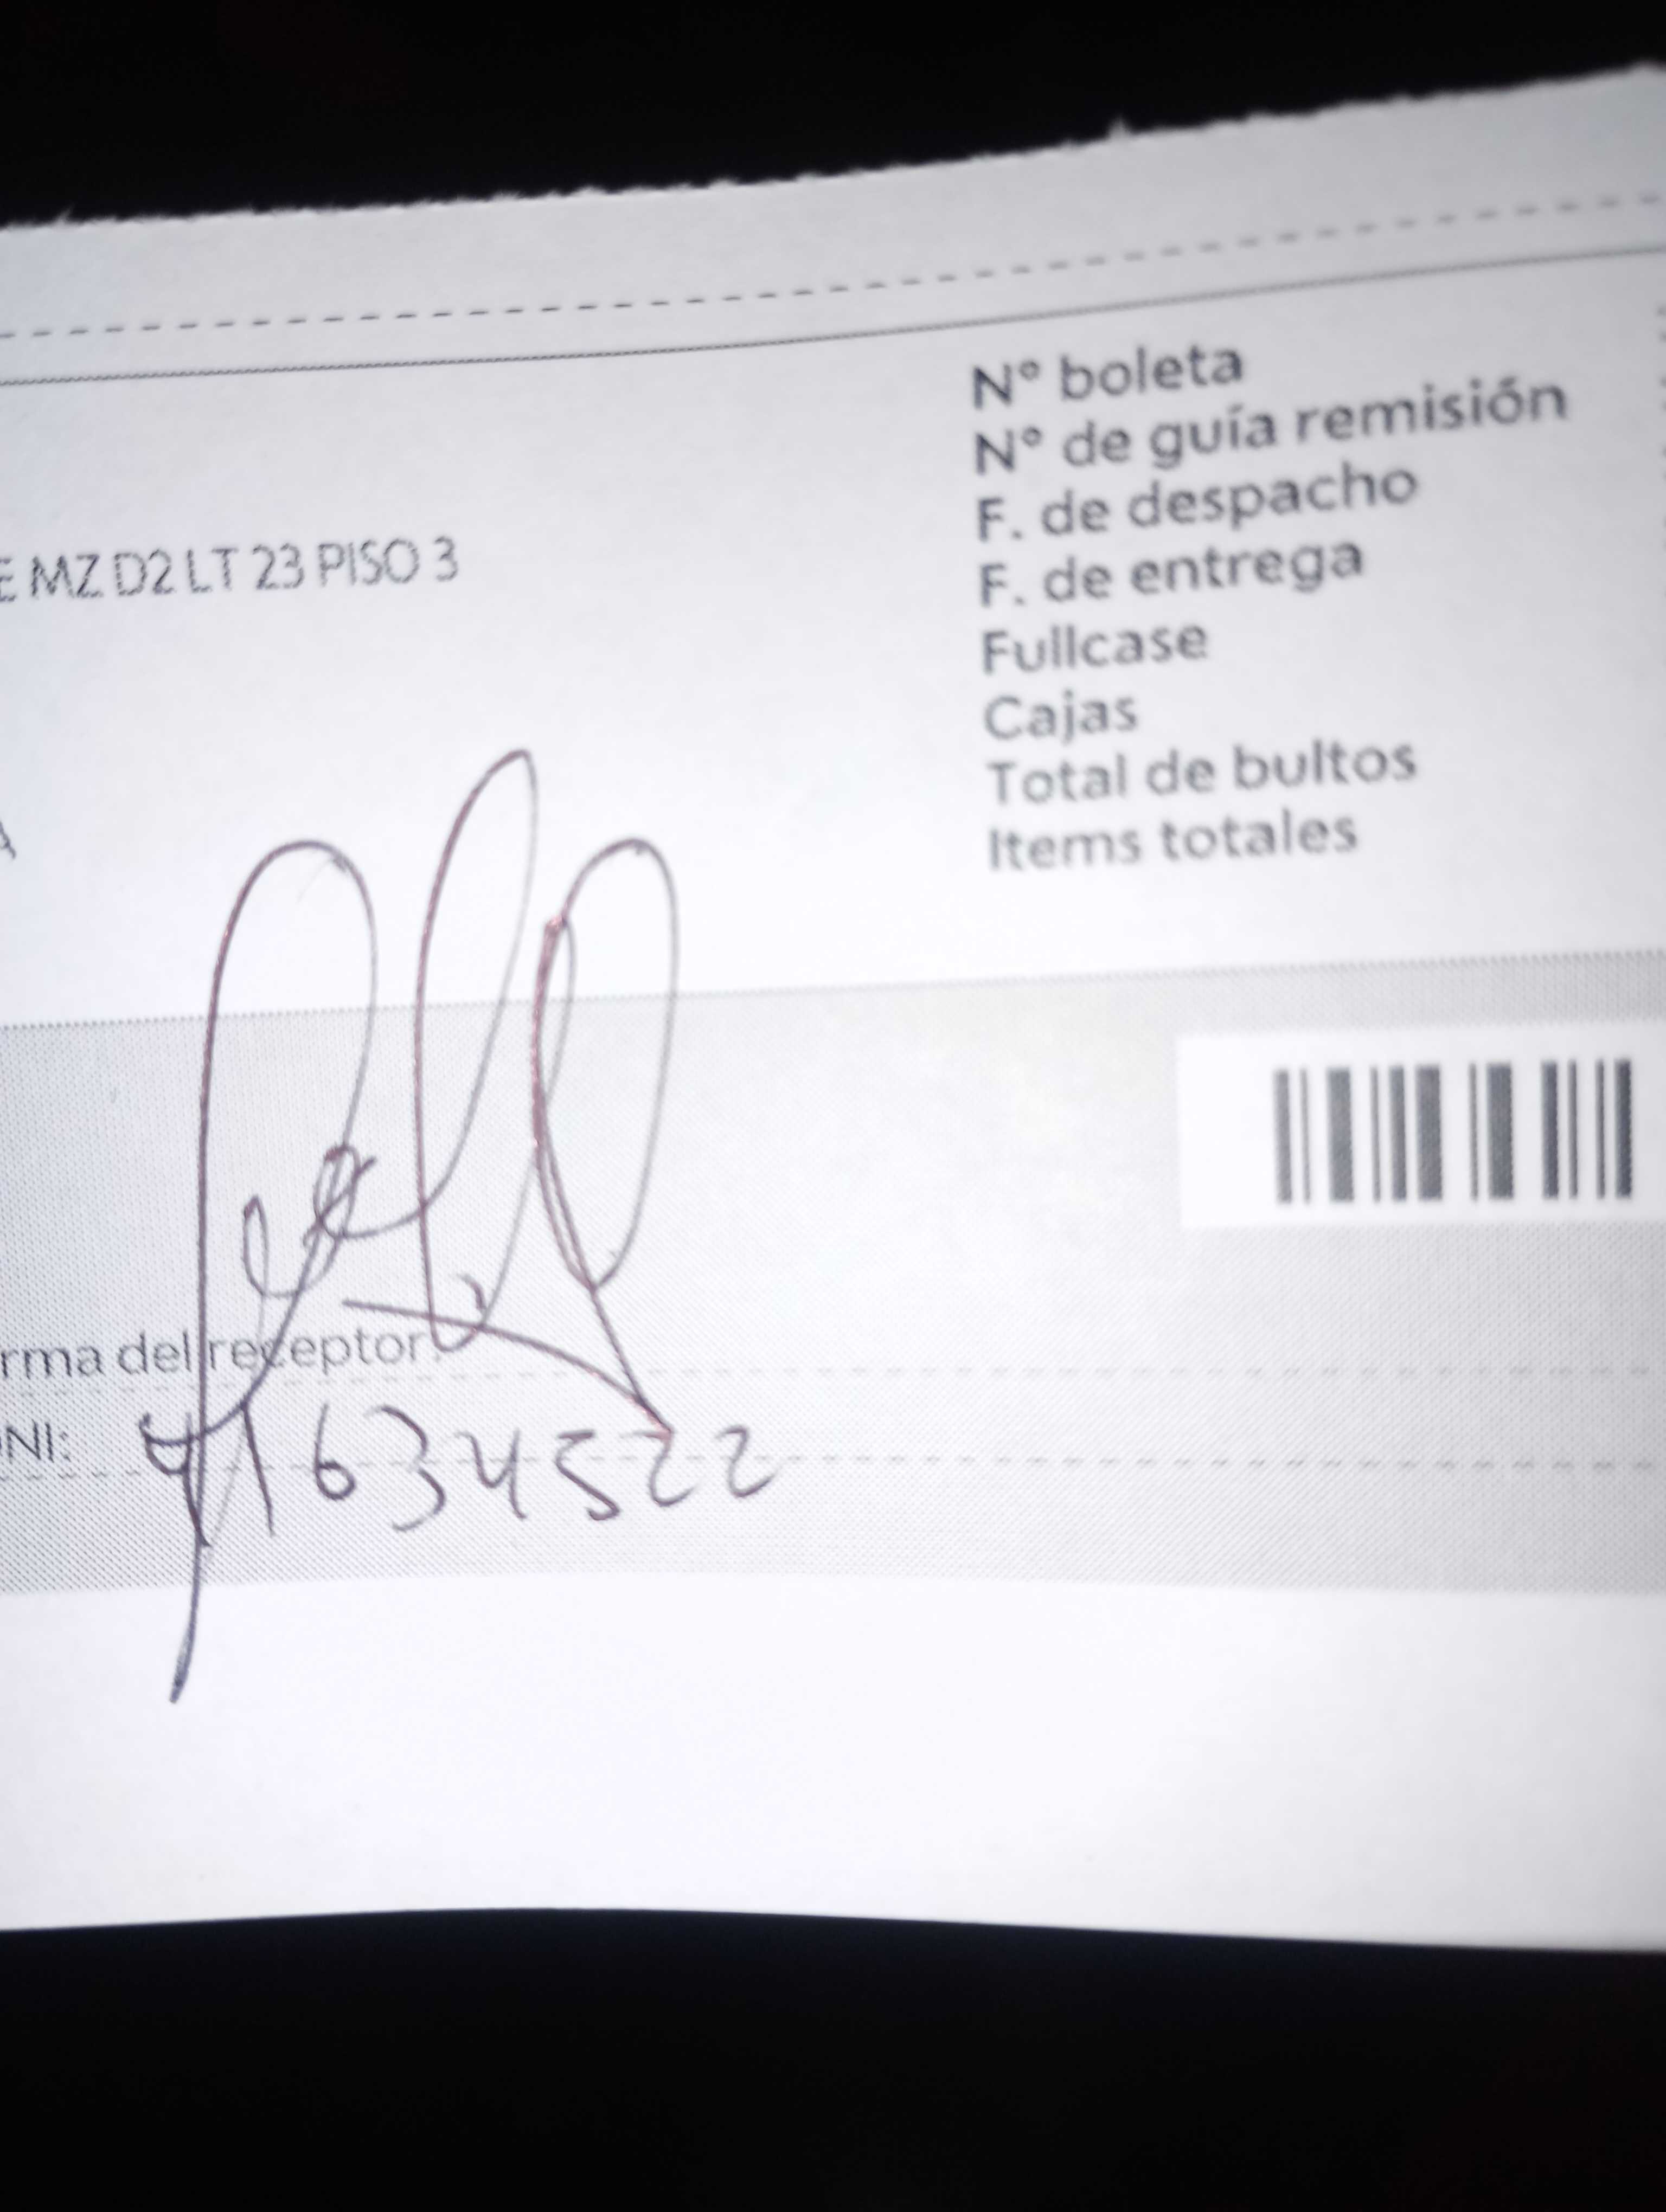 N° boleta
N° de guía remisión
F. de despacho
F. de entrega
E MZ D2 LT 23 PISO 3
Fullcase
Cajas
Total de bultos
Items totales
A
rma del receptor:
DNI: 41634522